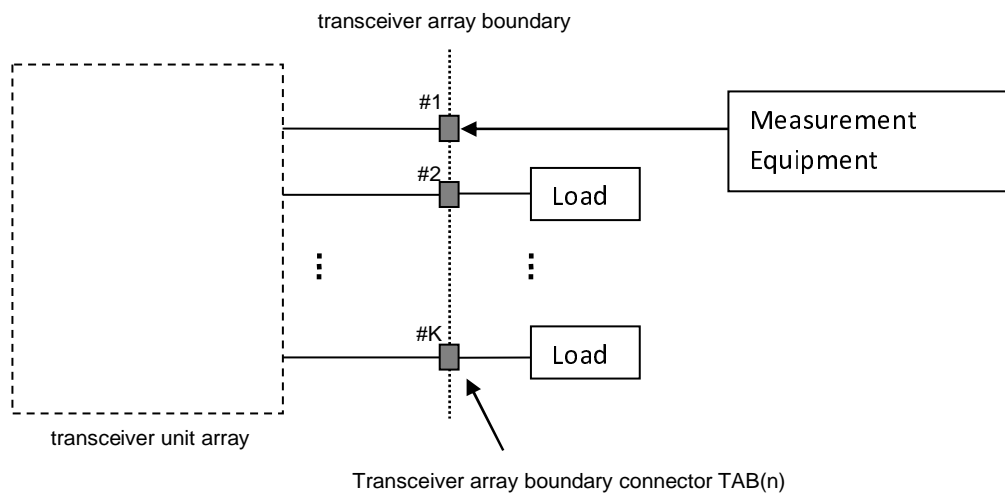 transceiver array boundary
#1
Measurement
Equipment
#2
Load
#K
Load
transceiver unit array
Transceiver array boundary connector TAB(n)